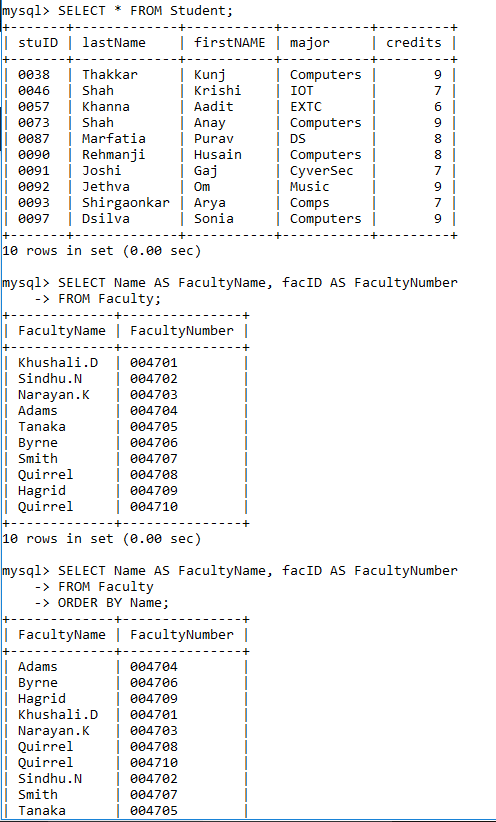 mysql> SELECT * FROM Student;
+-------+-------------+-----------+-----------+---------+
| stuID | lastName    | firstNAME | major     | credits |
+-------+-------------+-----------+-----------+---------+
| 0038  | Thakkar     | Kunj      | Computers |       9 |
| 0046  | Shah        | Krishi    | IOT       |       7 |
| 0057  | Khanna      | Aadit     | EXTC      |       6 |
| 0073  | Shah        | Anay      | Computers |       9 |
| 0087  | Marfatia    | Purav     | DS        |       8 |
| 0090  | Rehmanji    | Husain    | Computers |       8 |
| 0091  | Joshi       | Gaj       | CyverSec  |       7 |
| 0092  | Jethva      | Om        | Music     |       9 |
| 0093  | Shirgaonkar | Arya      | Comps     |       7 |
| 0097  | Dsilva      | Sonia     | Computers |       9 |
+-------+-------------+-----------+-----------+---------+
10 rows in set (0.00 sec)
mysql> SELECT Name AS FacultyName, facID AS FacultyNumber
    -> FROM Faculty;
+-------------+---------------+
| FacultyName | FacultyNumber |
+-------------+---------------+
| Khushali.D  | 004701        |
| Sindhu.N    | 004702        |
| Narayan.K   | 004703        |
| Adams       | 004704        |
| Tanaka      | 004705        |
| Byrne       | 004706        |
| Smith       | 004707        |
| Quirrel     | 004708        |
| Hagrid      | 004709        |
| Quirrel     | 004710        |
+-------------+---------------+
10 rows in set (0.00 sec)
mysql> SELECT Name AS FacultyName, facID AS FacultyNumber
    -> FROM Faculty
    -> ORDER BY Name;
+-------------+---------------+
| FacultyName | FacultyNumber |
+-------------+---------------+
| Adams       | 004704        |
| Byrne       | 004706        |
| Hagrid      | 004709        |
| Khushali.D  | 004701        |
| Narayan.K   | 004703        |
| Quirrel     | 004708        |
| Quirrel     | 004710        |
| Sindhu.N    | 004702        |
| Smith       | 004707        |
| Tanaka      | 004705        |